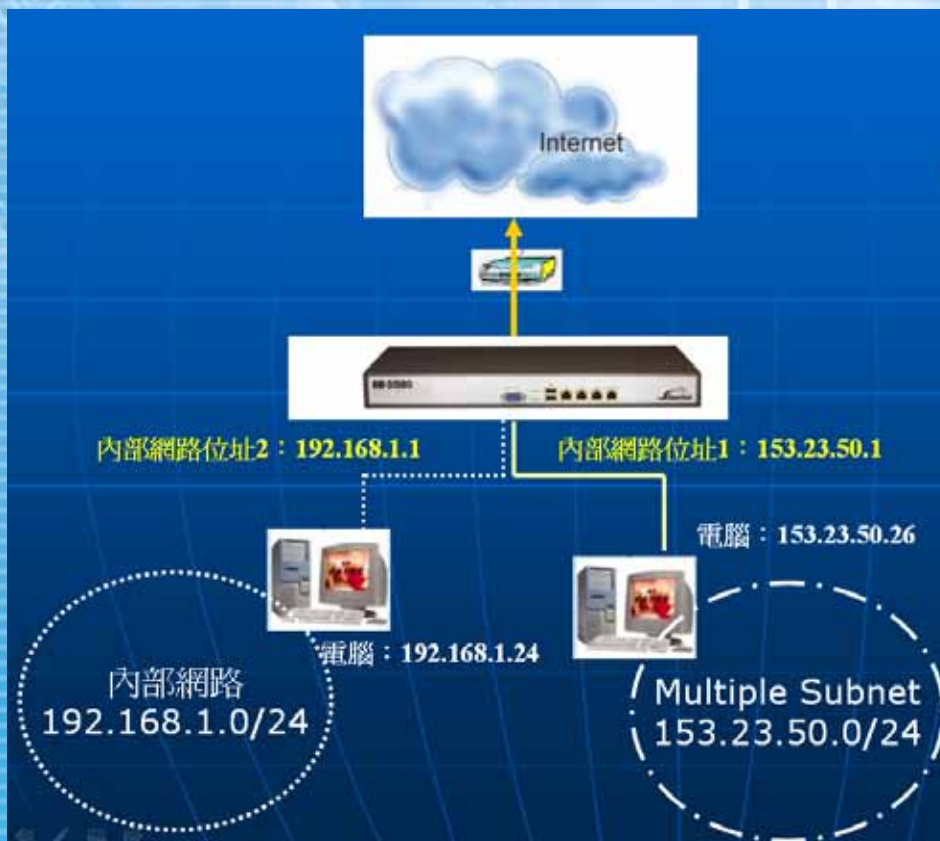 Internet
內部網路位址2：192.168.1.1
內部網路位址1：153.23.50.1
電腦：153.23.50.26
電腦：192.168.1.24
內部網路
192.168.1.0/24
Multiple Subnet
153.23.50.0/24